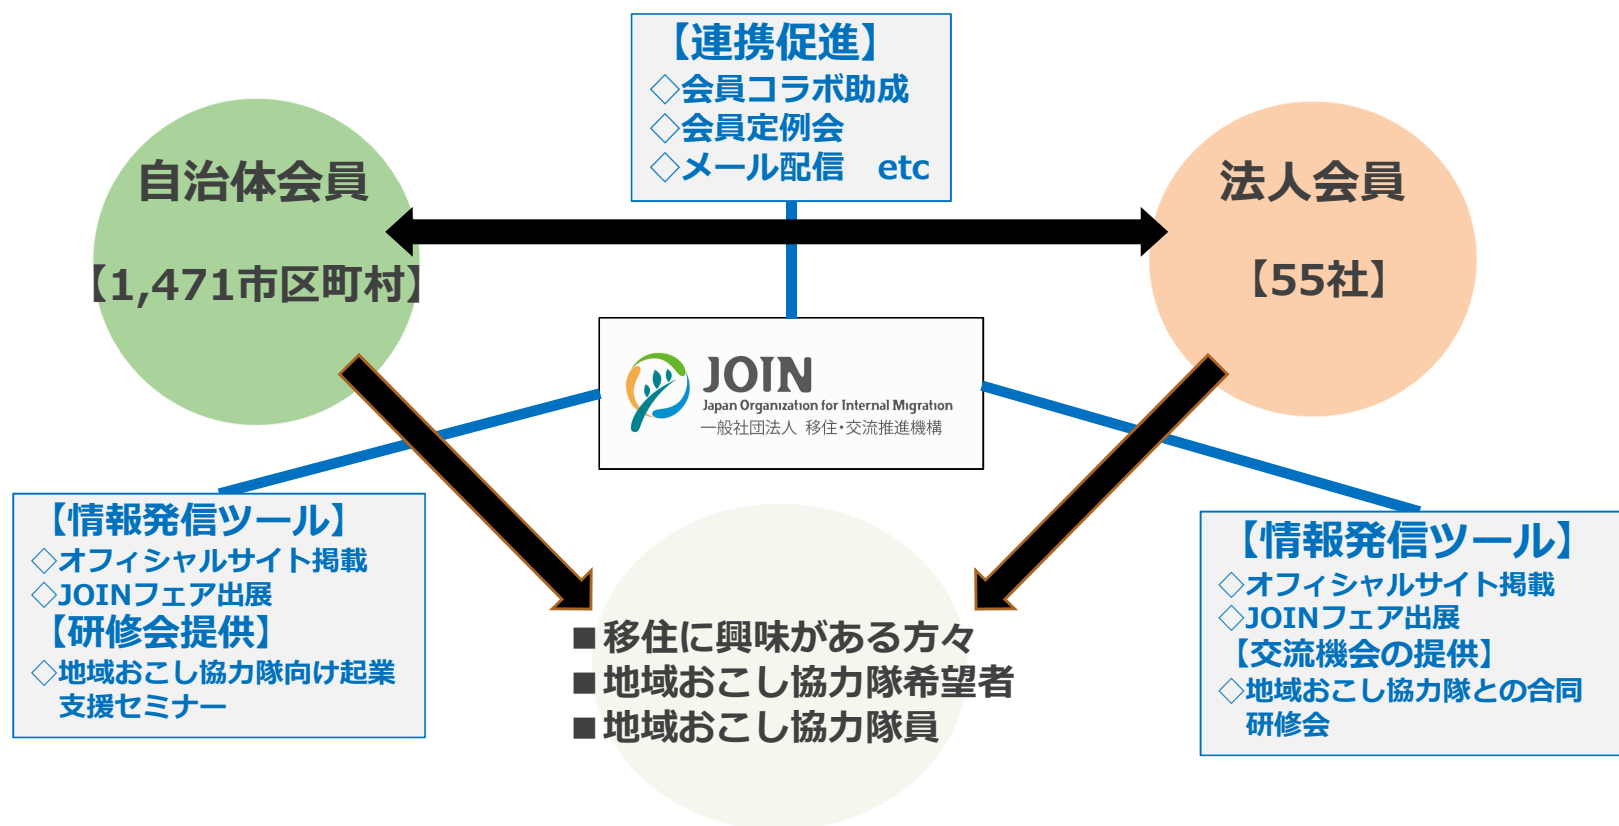 【連携促進】
◇会員コラボ助成
◇会員定例会
◇メール配信　etc
自治体会員
【1,471市区町村】
法人会員
【55社】
JOIN
Japan Organization for Internal Migration
一般社団法人 移住・交流推進機構
【情報発信ツール】
◇オフィシャルサイト掲載
◇JOINフェア出展
【研修会提供】
◇地域おこし協力隊向け起業
支援セミナー
【情報発信ツール】
◇オフィシャルサイト掲載
◇JOINフェア出展
【交流機会の提供】
◇地域おこし協力隊との合同
研修会
■移住に興味がある方々
■地域おこし協力隊希望者
■地域おこし協力隊員